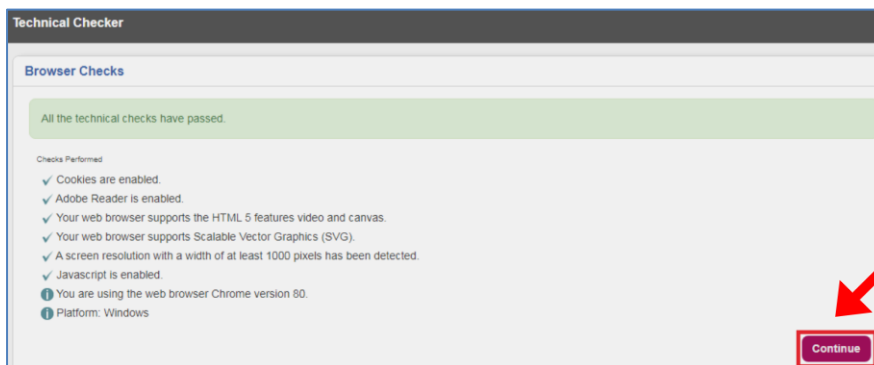 Technical Checker
Browser Checks
All the technical checks have passed.
Checks Performed
Cookies are enabled.
Adobe Reader is enabled.
Your web browser supports the HTML 5 features video and canvas.
Your web browser supports Scalable Vector Graphics (SVG).
A screen resolution with a width of at least 1000 pixels has been detected.
Javascript is enabled.
You are using the web browser Chrome version 80.
Platform: Windows
Continue